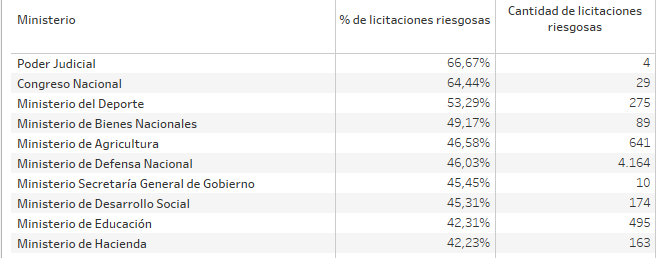 Ministerio % de licitaciones riesgosas Cantidad de licitaciones riesgosas
Poder Judicial 66,67% 4
Congreso Nacional 64,44% 29
Ministerio del Deporte 53,29% 275
Ministerio de Bienes Nacionales 49,17% 89
Ministerio de Agricultura 46,58% 641
Ministerio de Defensa Nacional 46,03% 4.164
Ministerio Secretaría General de Gobierno 45,45% 10
Ministerio de Desarrollo Social 45,31% 174
Ministerio de Educación 42,31% 495
Ministerio de Hacienda 42,23% 163